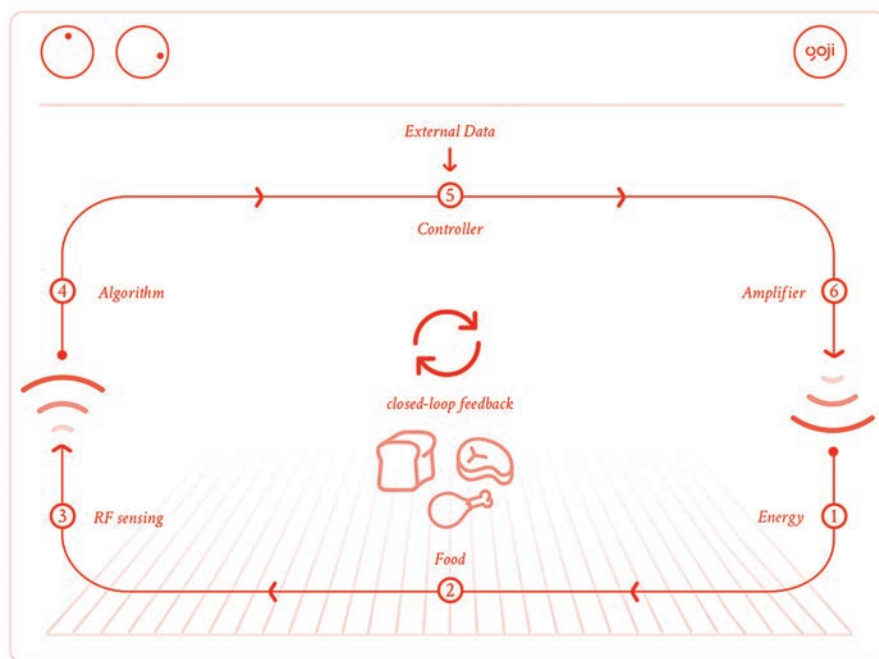 goji
External Data
5
Controller
4 Algorithm
Amplifier 6
closed-loop feedback
3 RF sensing
Energy 1
Food
2